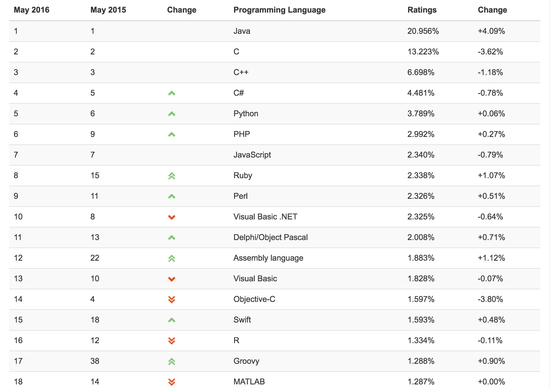 May 2016 May 2015 Change Programming Language Ratings Change
1 1 Java 20.956% +4.09%
2 2 C 13.223% -3.62%
3 3 C++ 6.698% -1.18%
4 5 C# 4.481% -0.78%
5 6 Python 3.789% +0.06%
6 9 PHP 2.992% +0.27%
7 7 JavaScript 2.340% -0.79%
8 15 Ruby 2.338% +1.07%
9 11 Perl 2.326% +0.51%
10 8 Visual Basic .NET 2.325% -0.64%
11 13 Delphi/Object Pascal 2.008% +0.71%
12 22 Assembly language 1.883% +1.12%
13 10 Visual Basic 1.828% -0.07%
14 4 Objective-C 1.597% -3.80%
15 18 Swift 1.593% +0.48%
16 12 R 1.334% -0.11%
17 38 Groovy 1.288% +0.90%
18 14 MATLAB 1.287% +0.00%